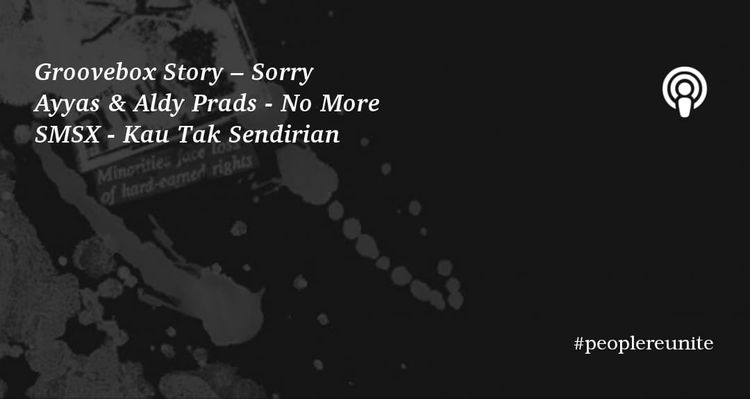 Groovebox Story – Sorry
Ayyas & Aldy Prads - No More
SMSX - Kau Tak Sendirian
Minorities face loss
of hard-earned rights
#peoplereunite